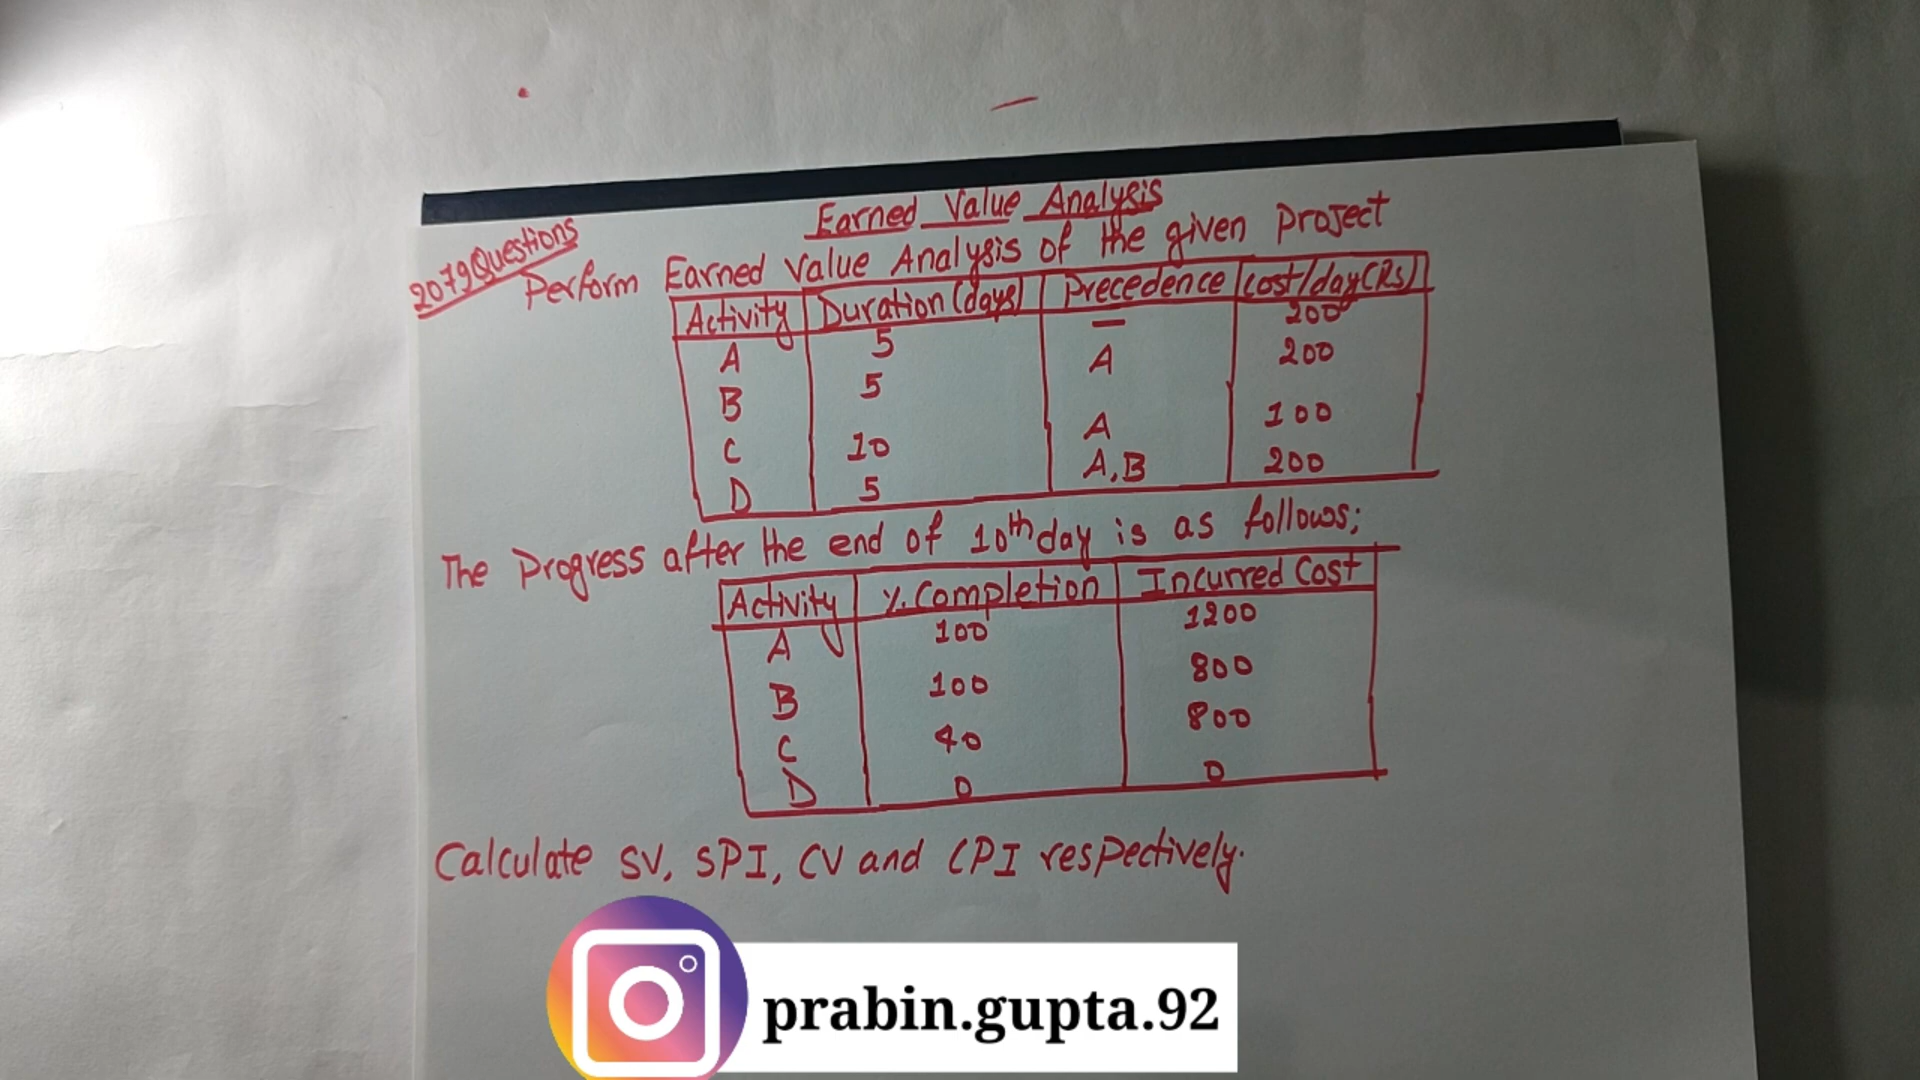 Earned Value Analysis
2079 Questions
Perform Earned Value Analysis of the given Project
Activity Duration (days) Precedence cost/day(Rs)
A 5 — 200
B 5 A 200
C 10 A 100
D 5 A,B 200
The Progress after the end of 10th day is as follows;
Activity %.Completion Incurred Cost
A 100 1200
B 100 800
C 40 800
D 0 0
Calculate SV, SPI, CV and CPI respectively.
prabin.gupta.92